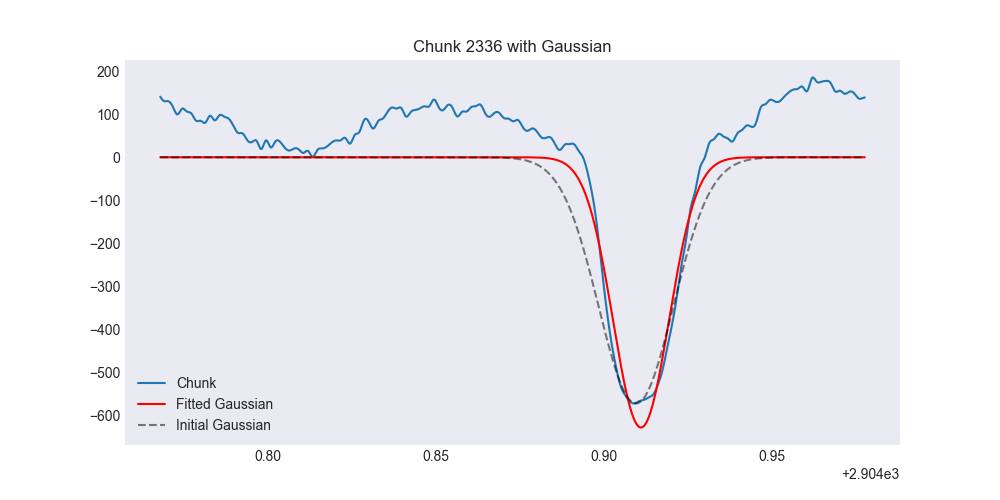 Chunk 2336 with Gaussian
200
100
0
−100
−200
−300
−400
−500
−600
Chunk
Fitted Gaussian
Initial Gaussian
0.80
0.85
0.90
0.95
+2.904e3